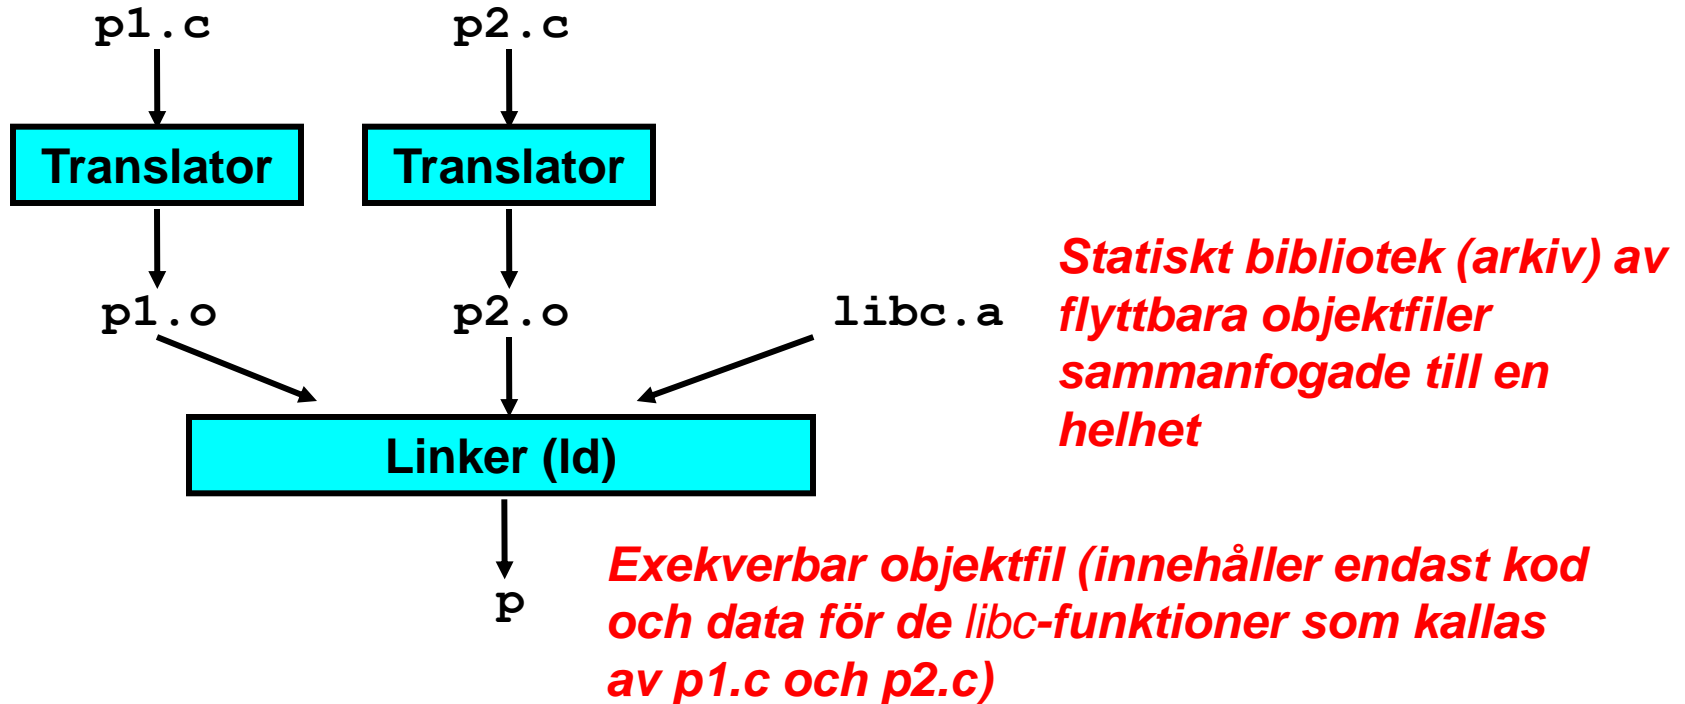 p1.c
p2.c
Translator
Translator
p1.o
p2.o
libc.a
Statiskt bibliotek (arkiv) av
flyttbara objektfiler
sammanfogade till en
helhet
Linker (ld)
p
Exekverbar objektfil (innehåller endast kod
och data för de libc-funktioner som kallas
av p1.c och p2.c)